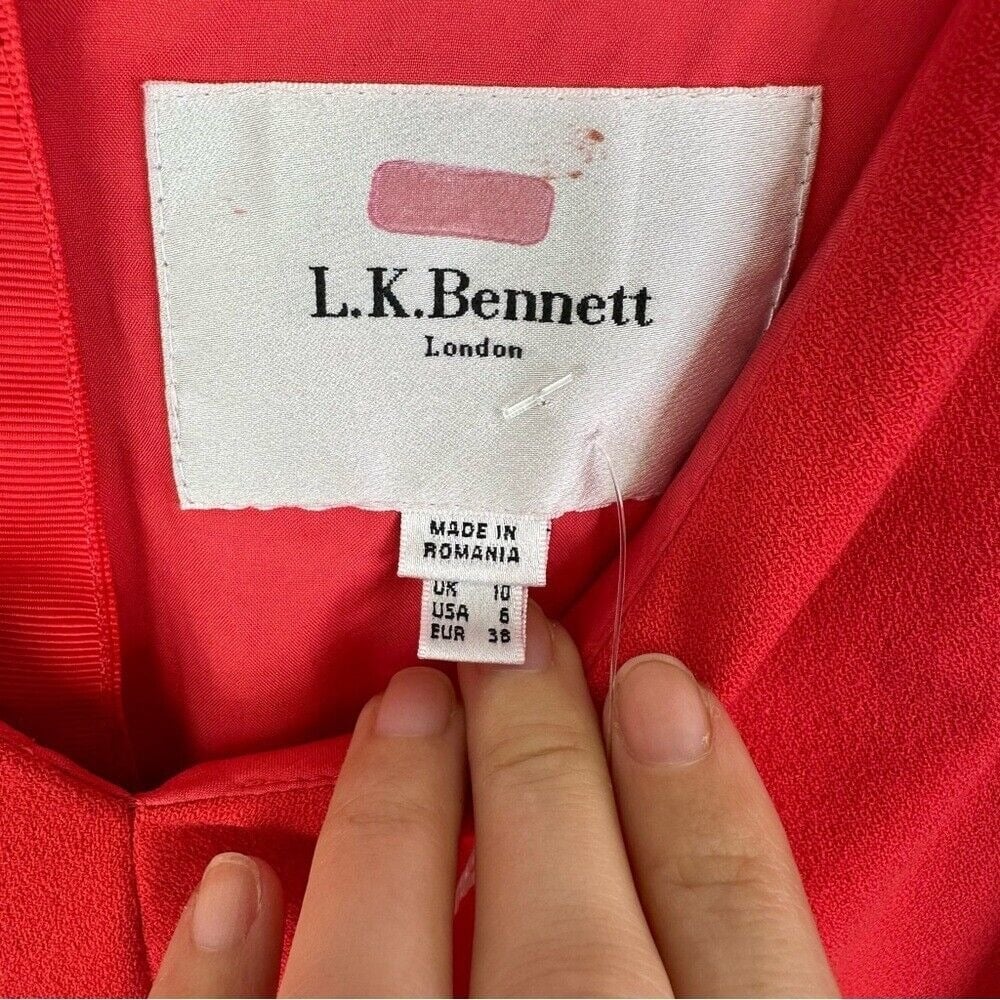 L.K.Bennett
London
MADE IN
ROMANIA
UK 10
USA 6
EUR 38